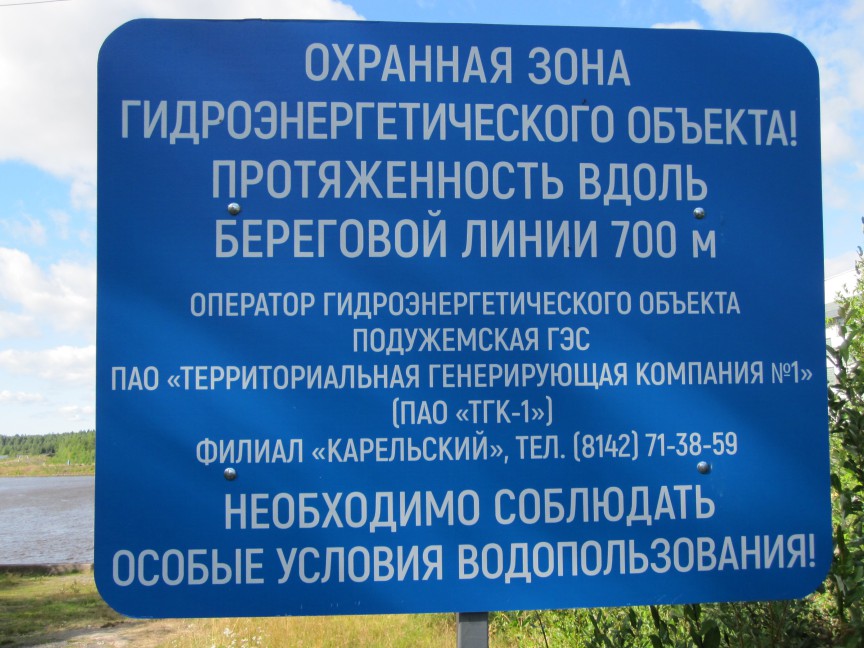 ОХРАННАЯ ЗОНА
ГИДРОЭНЕРГЕТИЧЕСКОГО ОБЪЕКТА!
ПРОТЯЖЕННОСТЬ ВДОЛЬ
БЕРЕГОВОЙ ЛИНИИ 700 м
ОПЕРАТОР ГИДРОЭНЕРГЕТИЧЕСКОГО ОБЪЕКТА
ПОДУЖЕМСКАЯ ГЭС
ПАО «ТЕРРИТОРИАЛЬНАЯ ГЕНЕРИРУЮЩАЯ КОМПАНИЯ №1»
(ПАО «ТГК-1»)
ФИЛИАЛ «КАРЕЛЬСКИЙ», ТЕЛ. (8142) 71-38-59
НЕОБХОДИМО СОБЛЮДАТЬ
ОСОБЫЕ УСЛОВИЯ ВОДОПОЛЬЗОВАНИЯ!